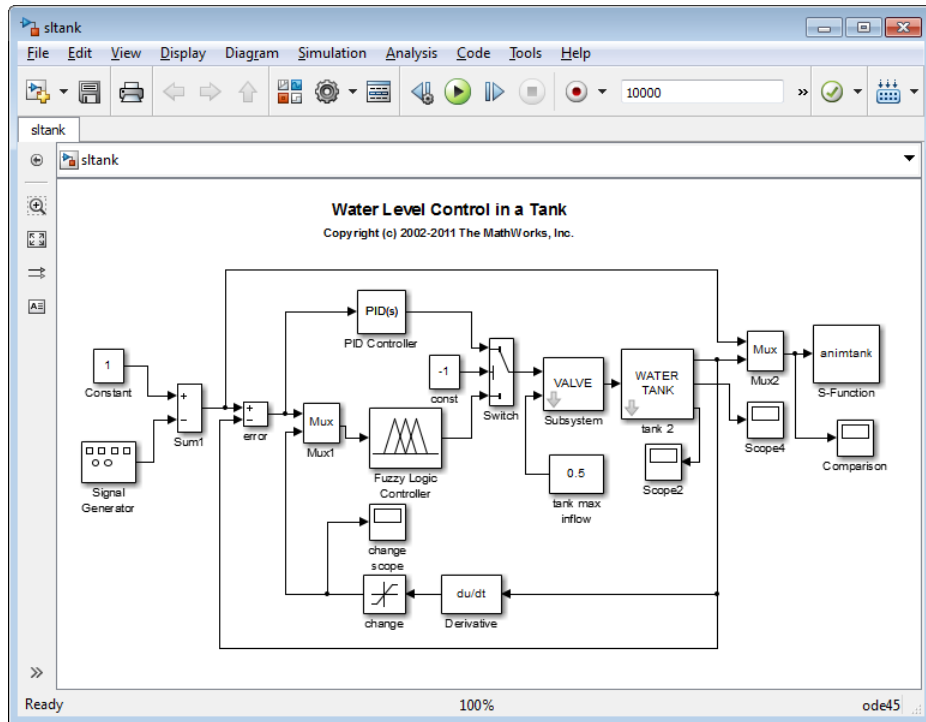 sltank
File Edit View Display Diagram Simulation Analysis Code Tools Help
10000
»
sltank
sltank
Water Level Control in a Tank
Copyright (c) 2002-2011 The MathWorks, Inc.
PID(s)
PID Controller
1
Constant
+
−
Sum1
+
−
error
Mux
Mux1
-1
const
Switch
Fuzzy Logic
Controller
VALVE
Subsystem
WATER
TANK
tank 2
Mux
Mux2
animtank
S-Function
Scope4
Comparison
Scope2
0.5
tank max
inflow
Signal
Generator
change
scope
change
du/dt
Derivative
»
Ready 100% ode45